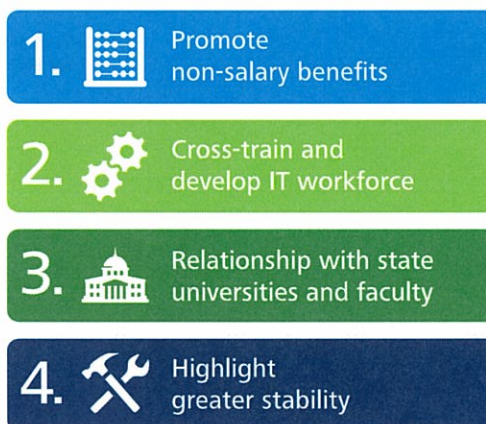 1. Promote
non-salary benefits
2. Cross-train and
develop IT workforce
3. Relationship with state
universities and faculty
4. Highlight
greater stability